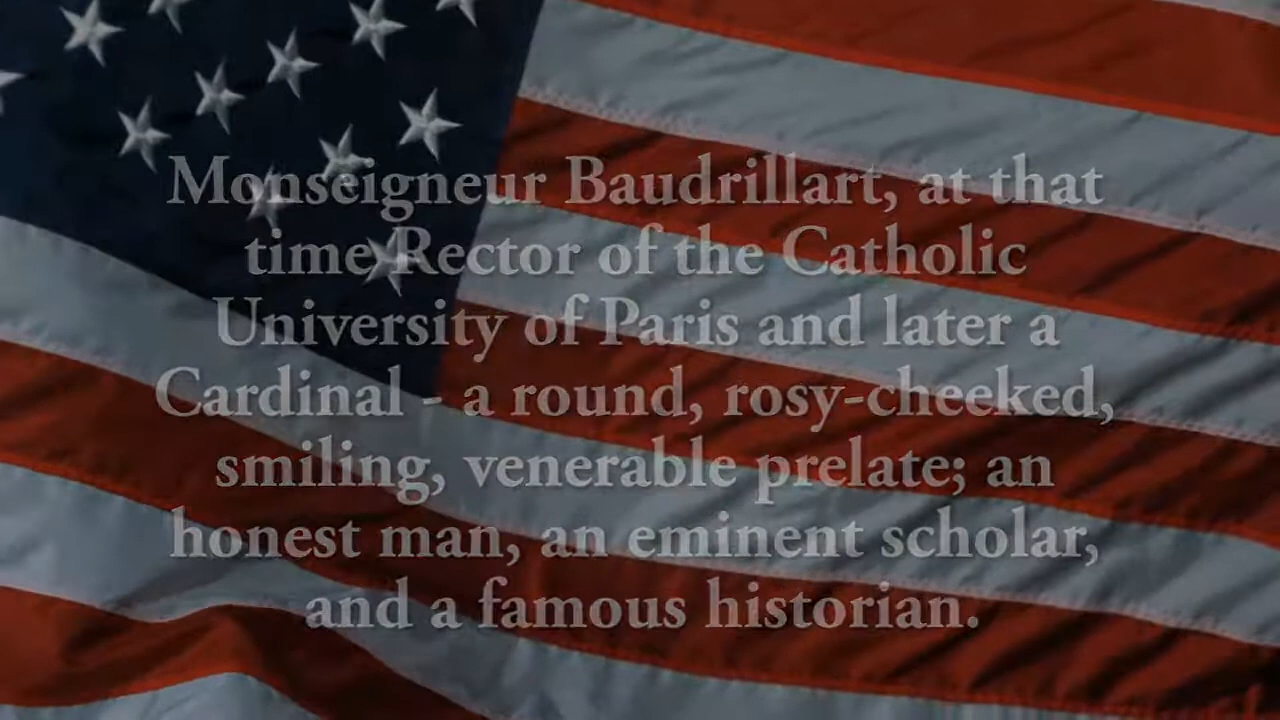 Monseigneur Baudrillart, at that
time Rector of the Catholic
University of Paris and later a
Cardinal - a round, rosy-cheeked,
smiling, venerable prelate; an
honest man, an eminent scholar,
and a famous historian.